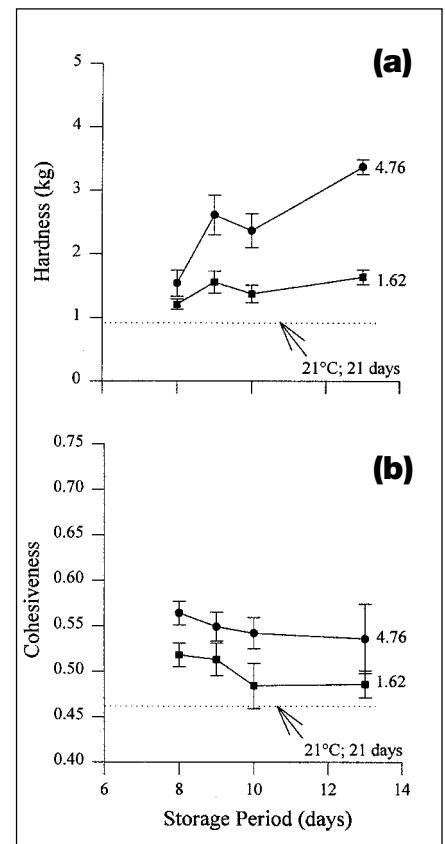 (a)
5
4
3
2
1
0
Hardness (kg)
4.76
1.62
21°C; 21 days
(b)
0.75
0.70
0.65
0.60
0.55
0.50
0.45
0.40
Cohesiveness
4.76
1.62
21°C; 21 days
6 8 10 12 14
Storage Period (days)